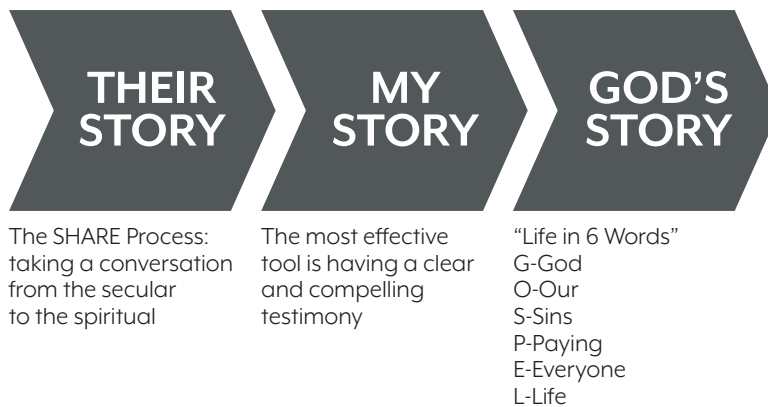 THEIR
STORY
The SHARE Process:
taking a conversation
from the secular
to the spiritual
MY
STORY
The most effective
tool is having a clear
and compelling
testimony
GOD’S
STORY
“Life in 6 Words”
G-God
O-Our
S-Sins
P-Paying
E-Everyone
L-Life